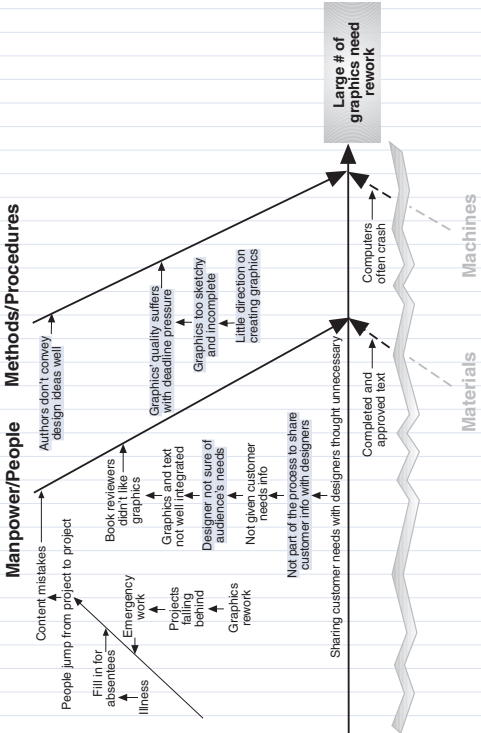 Manpower/People
Methods/Procedures
Content mistakes
People jump from project to project
Fill in for
absentees
Illness
Emergency
work
Projects
falling
behind
Graphics
rework
Book reviewers
didn't like
graphics
Graphics and text
not well integrated
Designer not sure of
audience's needs
Not given customer
needs info
Not part of the process to share
customer info with designers
Sharing customer needs with designers thought unnecessary
Authors don't convey
design ideas well
Graphics' quality suffers
with deadline pressure
Graphics too sketchy
and incomplete
Little direction on
creating graphics
Large # of
graphics need
rework
Completed and
approved text
Computers
often crash
Materials
Machines